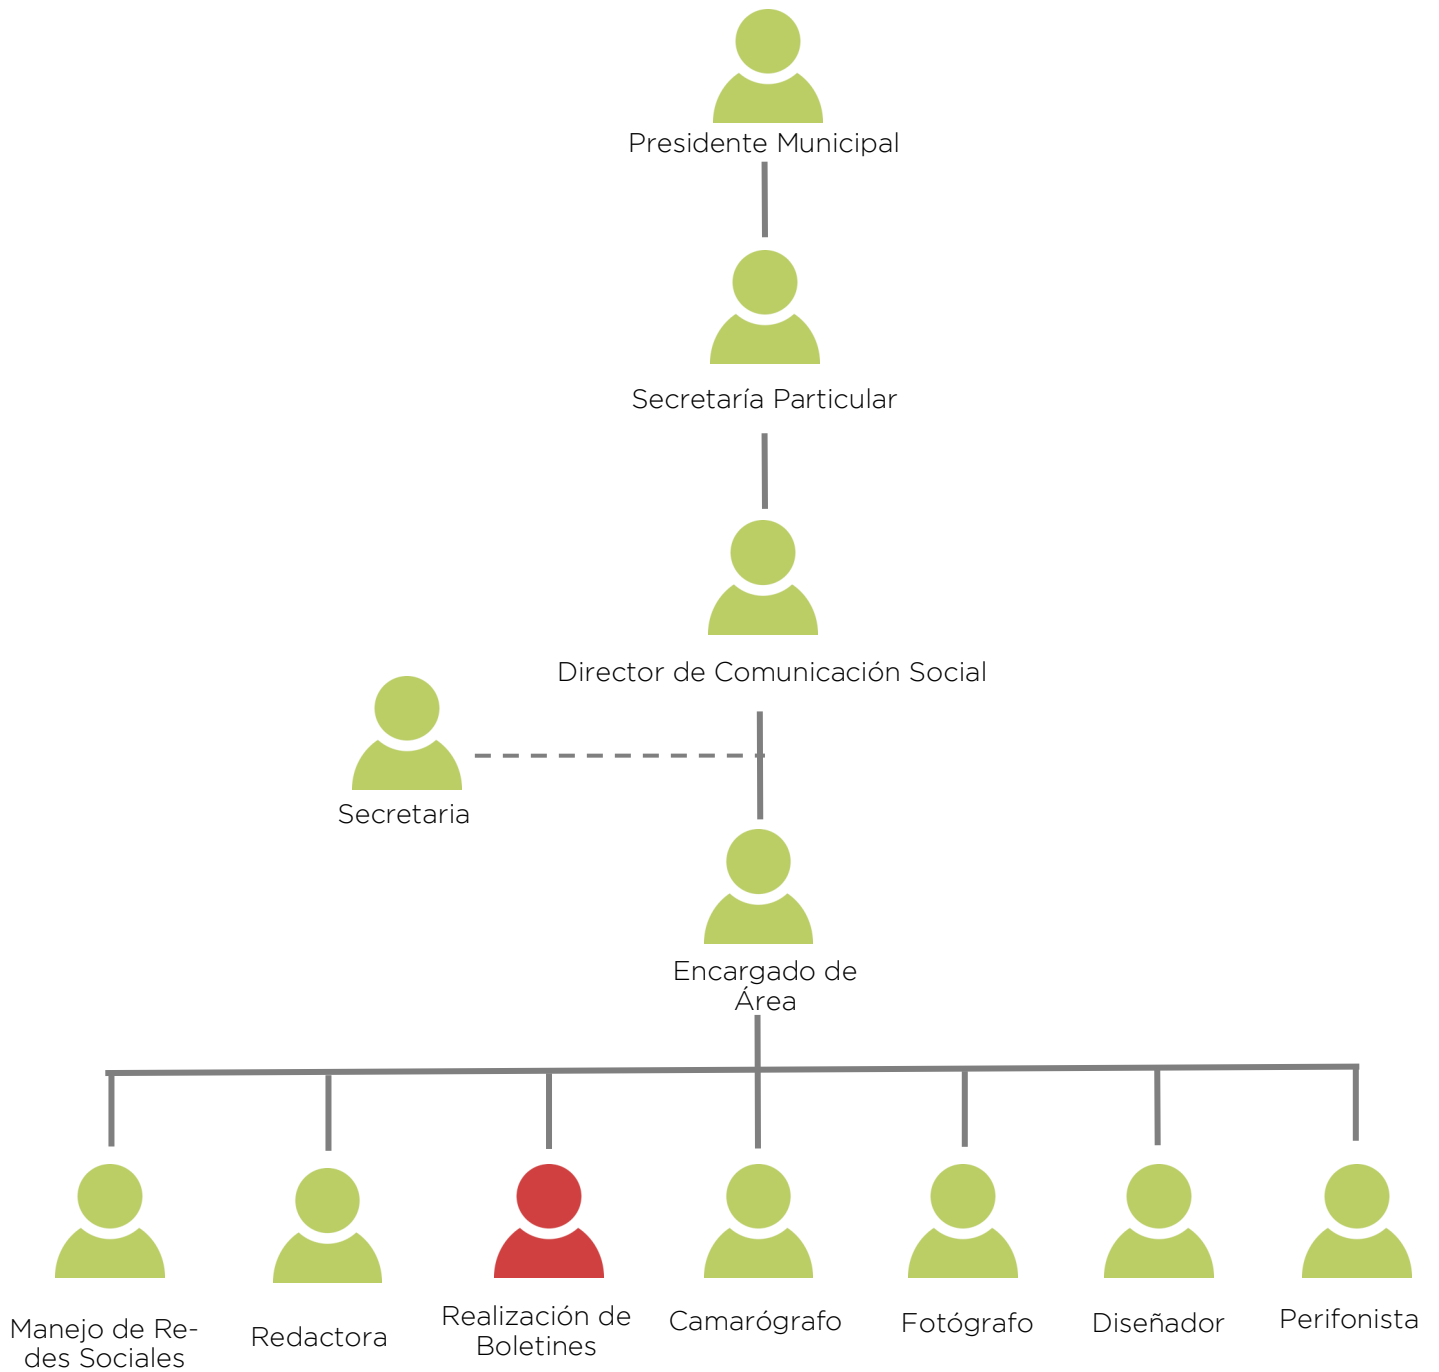 Presidente Municipal
Secretaría Particular
Director de Comunicación Social
Secretaria
Encargado de
Área
Manejo de Re-
des Sociales
Redactora
Realización de
Boletines
Camarógrafo
Fotógrafo
Diseñador
Perifonista